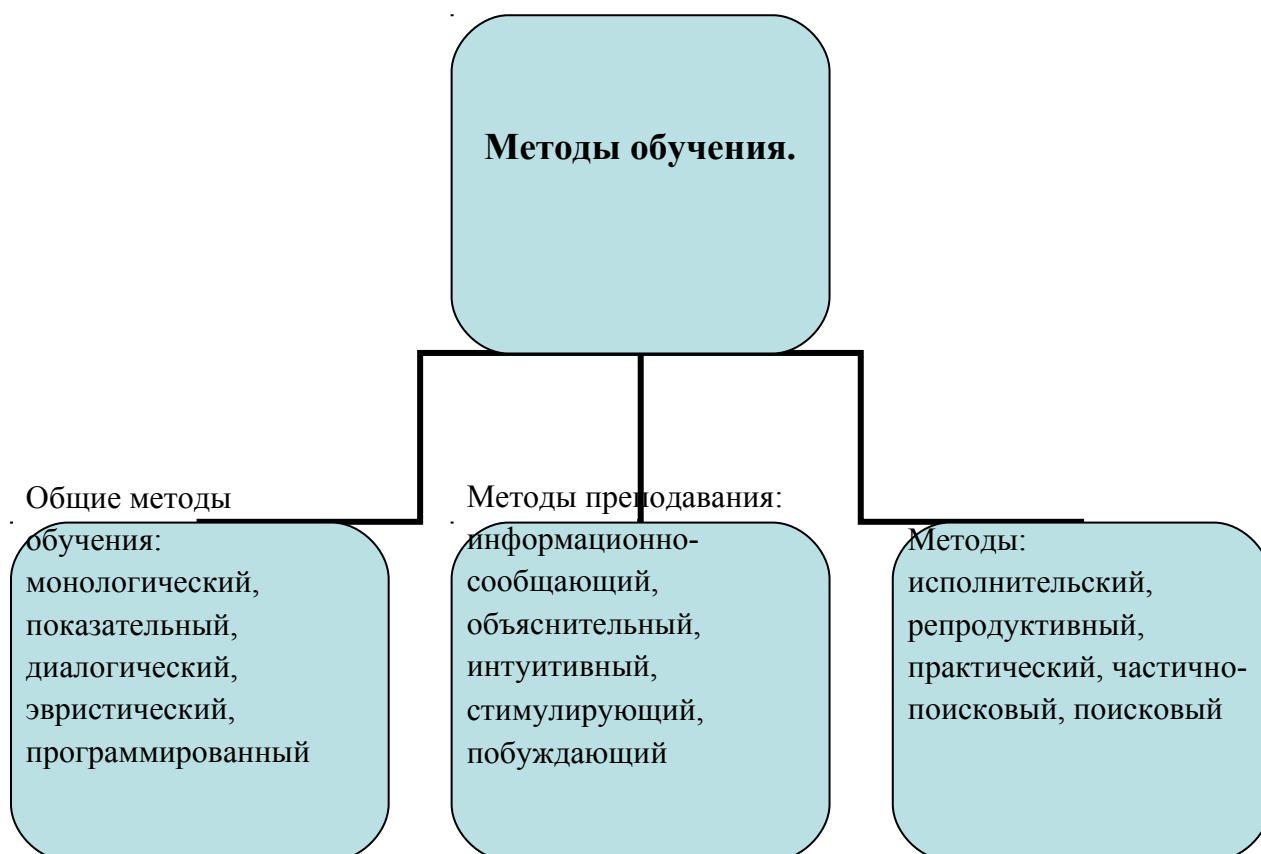 Методы обучения.
Общие методы
обучения:
монологический,
показательный,
диалогический,
эвристический,
программированный
Методы преподавания:
информационно-
сообщающий,
объяснительный,
интуитивный,
стимулирующий,
побуждающий
Методы:
исполнительский,
репродуктивный,
практический, частично-
поисковый, поисковый